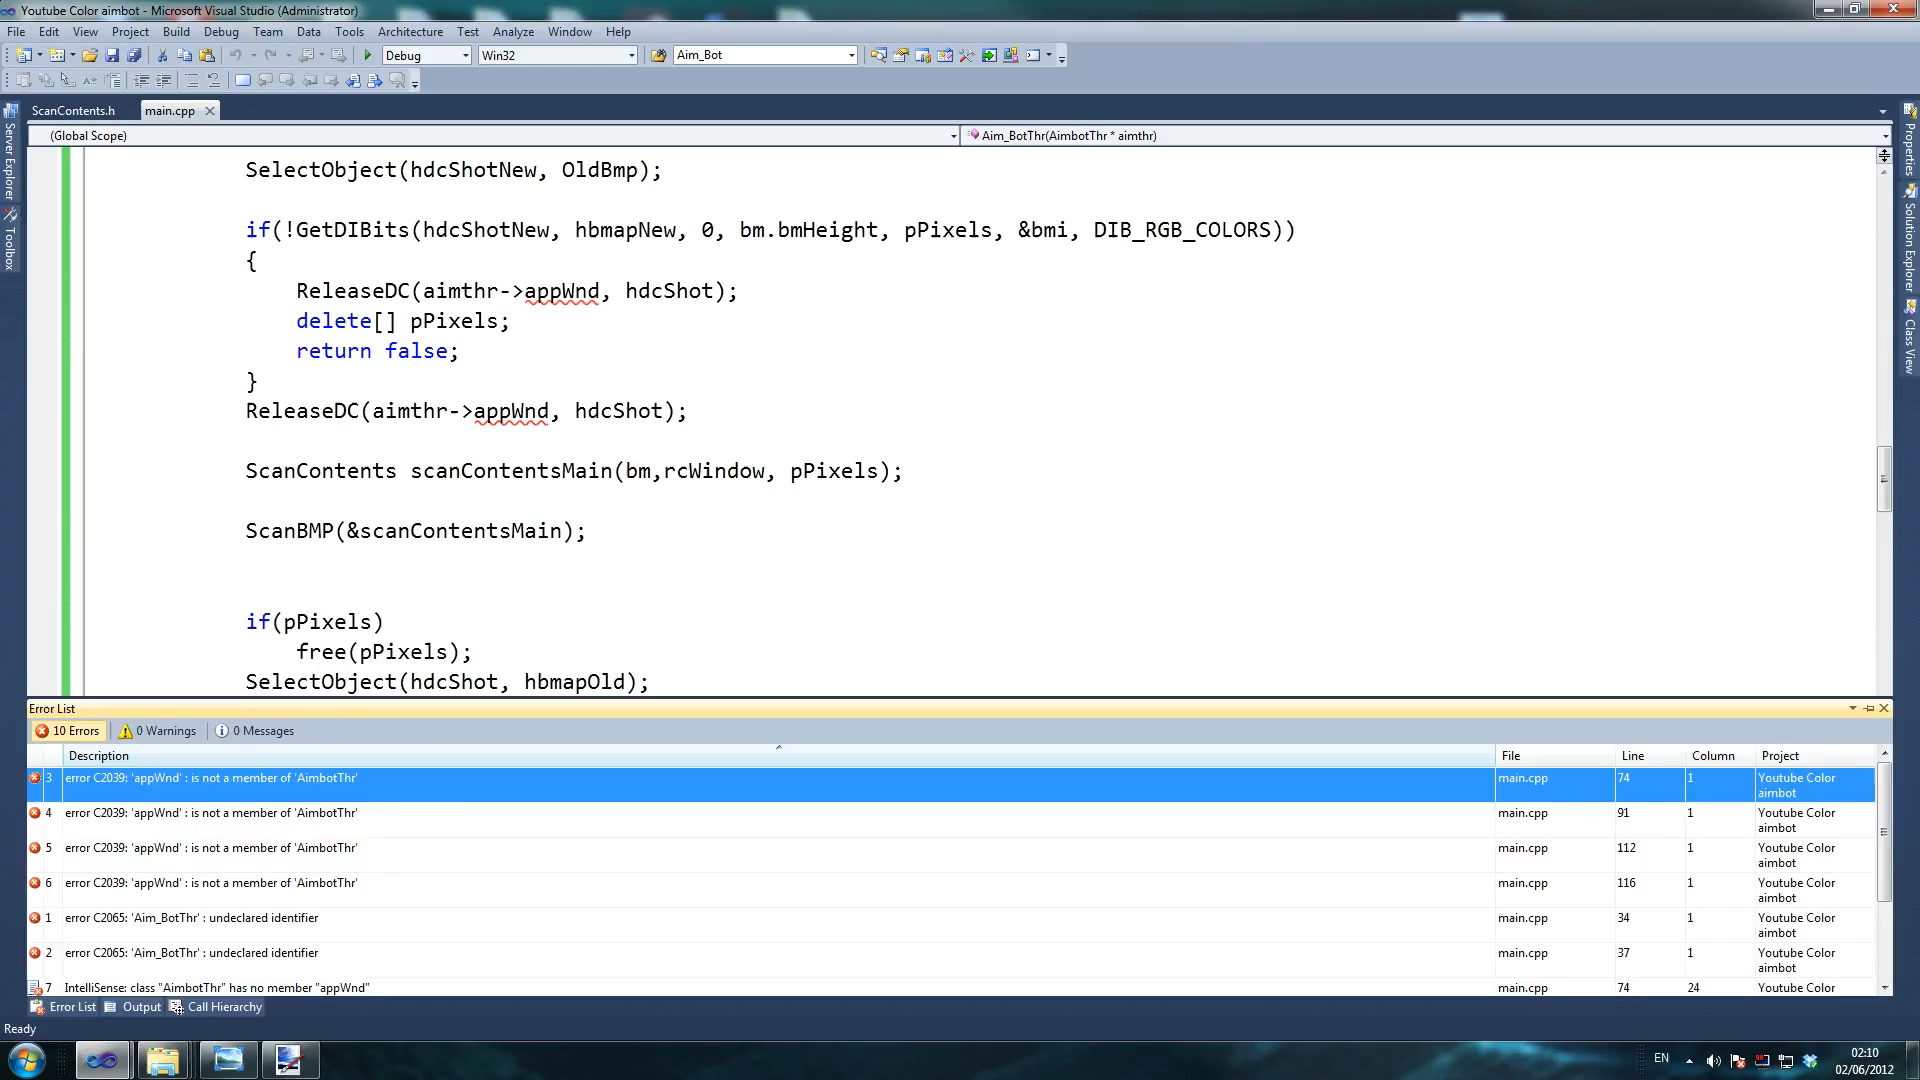 Youtube Color aimbot - Microsoft Visual Studio (Administrator)
File Edit View Project Build Debug Team Data Tools Architecture Test Analyze Window Help
Debug Win32 Aim_Bot
ScanContents.h main.cpp
(Global Scope) Aim_BotThr(AimbotThr * aimthr)
Server Explorer
Toolbox
Properties
Solution Explorer
Class View
SelectObject(hdcShotNew, OldBmp);
if(!GetDIBits(hdcShotNew, hbmapNew, 0, bm.bmHeight, pPixels, &bmi, DIB_RGB_COLORS))
{
ReleaseDC(aimthr->appWnd, hdcShot);
delete[] pPixels;
return false;
}
ReleaseDC(aimthr->appWnd, hdcShot);
ScanContents scanContentsMain(bm,rcWindow, pPixels);
ScanBMP(&scanContentsMain);
if(pPixels)
free(pPixels);
SelectObject(hdcShot, hbmapOld);
Error List
10 Errors 0 Warnings 0 Messages
Description File Line Column Project
3 error C2039: 'appWnd' : is not a member of 'AimbotThr' main.cpp 74 1 Youtube Color aimbot
4 error C2039: 'appWnd' : is not a member of 'AimbotThr' main.cpp 91 1 Youtube Color aimbot
5 error C2039: 'appWnd' : is not a member of 'AimbotThr' main.cpp 112 1 Youtube Color aimbot
6 error C2039: 'appWnd' : is not a member of 'AimbotThr' main.cpp 116 1 Youtube Color aimbot
1 error C2065: 'Aim_BotThr' : undeclared identifier main.cpp 34 1 Youtube Color aimbot
2 error C2065: 'Aim_BotThr' : undeclared identifier main.cpp 37 1 Youtube Color aimbot
7 IntelliSense: class "AimbotThr" has no member "appWnd" main.cpp 74 24 Youtube Color
Error List Output Call Hierarchy
Ready
EN 02:10
02/06/2012